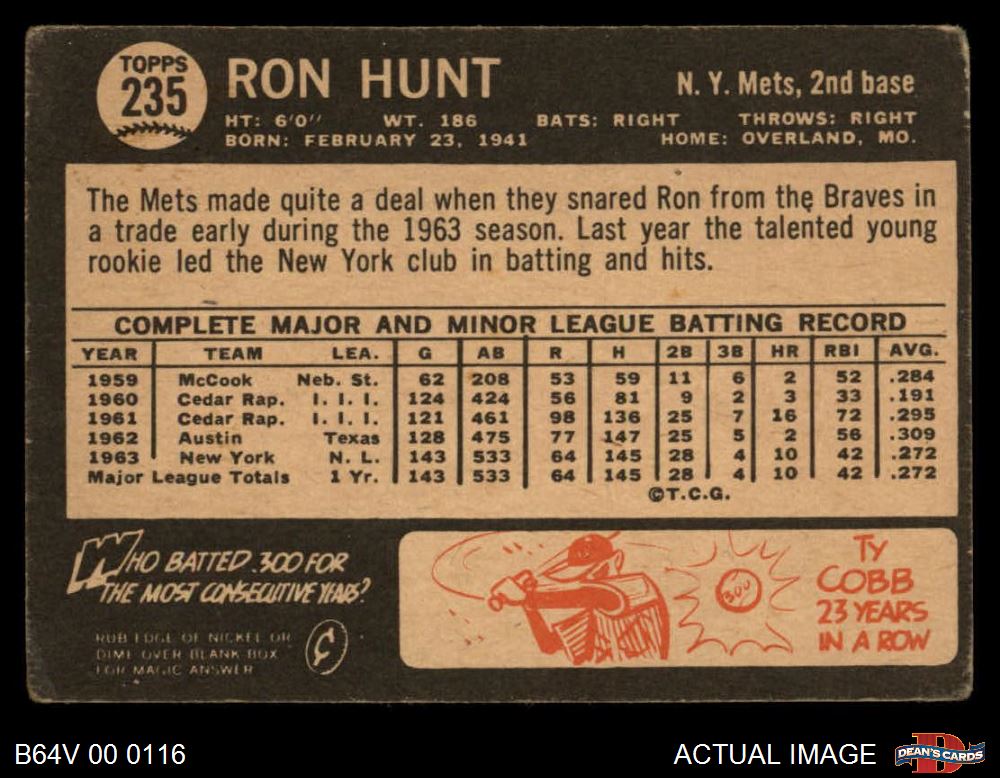 TOPPS
235
RON HUNT
N. Y. Mets, 2nd base
HT: 6'0" WT. 186 BATS: RIGHT THROWS: RIGHT
BORN: FEBRUARY 23, 1941 HOME: OVERLAND, MO.
The Mets made quite a deal when they snared Ron from the Braves in
a trade early during the 1963 season. Last year the talented young
rookie led the New York club in batting and hits.
COMPLETE MAJOR AND MINOR LEAGUE BATTING RECORD
YEAR TEAM LEA. G AB R H 2B 3B HR RBI AVG.
1959 McCook Neb. St. 62 208 53 59 11 6 2 52 .284
1960 Cedar Rap. I. I. I. 124 424 56 81 9 2 3 33 .191
1961 Cedar Rap. I. I. I. 121 461 98 136 25 7 16 72 .295
1962 Austin Texas 128 475 77 147 25 5 2 56 .309
1963 New York N. L. 143 533 64 145 28 4 10 42 .272
Major League Totals 1 Yr. 143 533 64 145 28 4 10 42 .272
©T.C.G.
WHO BATTED .300 FOR
THE MOST CONSECUTIVE YEARS?
RUB EDGE OF NICKEL OR
DIME OVER BLANK BOX
FOR MAGIC ANSWER
¢
300
TY
COBB
23 YEARS
IN A ROW
B64V 00 0116
ACTUAL IMAGE
D
DEAN'S CARDS